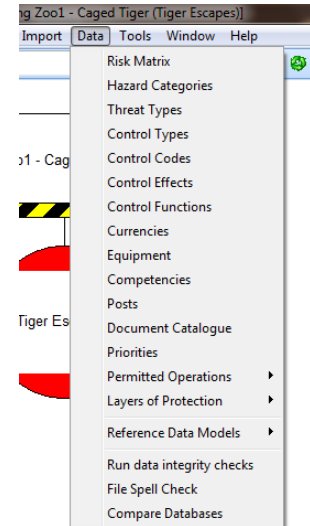 ng Zoo1 - Caged Tiger (Tiger Escapes)]
Import Data Tools Window Help
Risk Matrix
Hazard Categories
Threat Types
Control Types
o1 - Cag
Control Codes
Control Effects
Control Functions
Currencies
Equipment
Competencies
Posts
Tiger Es
Document Catalogue
Priorities
Permitted Operations
Layers of Protection
Reference Data Models
Run data integrity checks
File Spell Check
Compare Databases